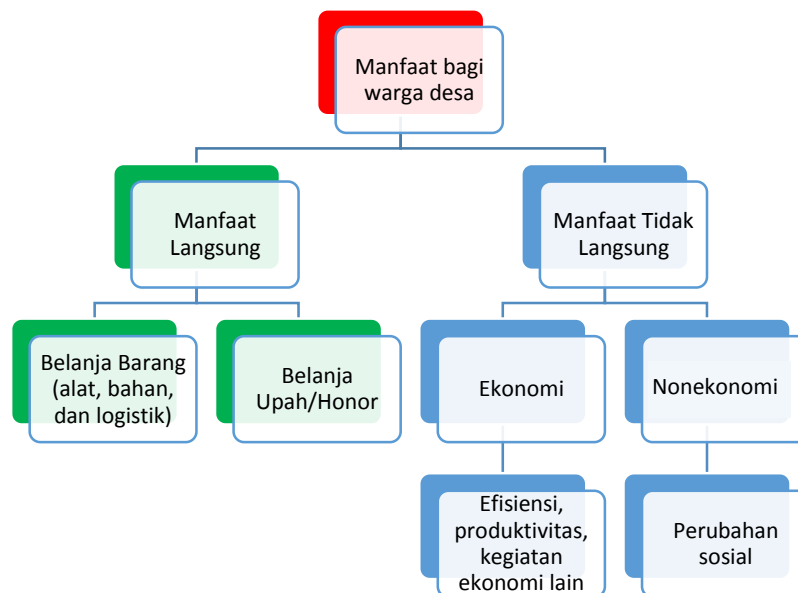 Manfaat bagi
warga desa
Manfaat
Langsung
Manfaat Tidak
Langsung
Belanja Barang
(alat, bahan,
dan logistik)
Belanja
Upah/Honor
Ekonomi
Nonekonomi
Efisiensi,
produktivitas,
kegiatan
ekonomi lain
Perubahan
sosial